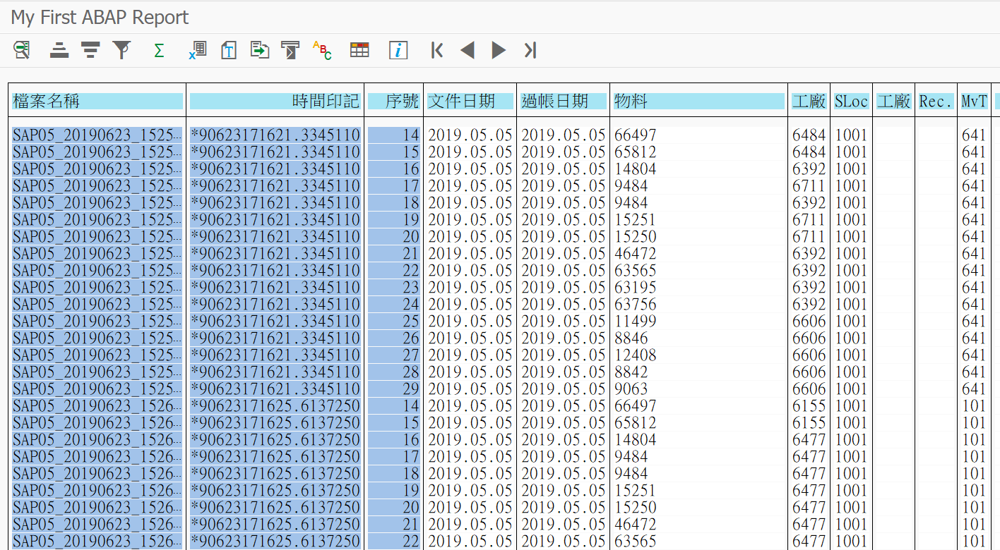 My First ABAP Report
檔案名稱 時間印記 序號 文件日期 過帳日期 物料 工廠 SLoc 工廠 Rec. MvT
SAP05_20190623_1525… *90623171621.3345110 14 2019.05.05 2019.05.05 66497 6484 1001 641
SAP05_20190623_1525… *90623171621.3345110 15 2019.05.05 2019.05.05 65812 6484 1001 641
SAP05_20190623_1525… *90623171621.3345110 16 2019.05.05 2019.05.05 14804 6392 1001 641
SAP05_20190623_1525… *90623171621.3345110 17 2019.05.05 2019.05.05 9484 6711 1001 641
SAP05_20190623_1525… *90623171621.3345110 18 2019.05.05 2019.05.05 9484 6392 1001 641
SAP05_20190623_1525… *90623171621.3345110 19 2019.05.05 2019.05.05 15251 6711 1001 641
SAP05_20190623_1525… *90623171621.3345110 20 2019.05.05 2019.05.05 15250 6711 1001 641
SAP05_20190623_1525… *90623171621.3345110 21 2019.05.05 2019.05.05 46472 6392 1001 641
SAP05_20190623_1525… *90623171621.3345110 22 2019.05.05 2019.05.05 63565 6392 1001 641
SAP05_20190623_1525… *90623171621.3345110 23 2019.05.05 2019.05.05 63195 6392 1001 641
SAP05_20190623_1525… *90623171621.3345110 24 2019.05.05 2019.05.05 63756 6392 1001 641
SAP05_20190623_1525… *90623171621.3345110 25 2019.05.05 2019.05.05 11499 6606 1001 641
SAP05_20190623_1525… *90623171621.3345110 26 2019.05.05 2019.05.05 8846 6606 1001 641
SAP05_20190623_1525… *90623171621.3345110 27 2019.05.05 2019.05.05 12408 6606 1001 641
SAP05_20190623_1525… *90623171621.3345110 28 2019.05.05 2019.05.05 8842 6606 1001 641
SAP05_20190623_1525… *90623171621.3345110 29 2019.05.05 2019.05.05 9063 6606 1001 641
SAP05_20190623_1526… *90623171625.6137250 14 2019.05.05 2019.05.05 66497 6155 1001 101
SAP05_20190623_1526… *90623171625.6137250 15 2019.05.05 2019.05.05 65812 6155 1001 101
SAP05_20190623_1526… *90623171625.6137250 16 2019.05.05 2019.05.05 14804 6477 1001 101
SAP05_20190623_1526… *90623171625.6137250 17 2019.05.05 2019.05.05 9484 6477 1001 101
SAP05_20190623_1526… *90623171625.6137250 18 2019.05.05 2019.05.05 9484 6477 1001 101
SAP05_20190623_1526… *90623171625.6137250 19 2019.05.05 2019.05.05 15251 6477 1001 101
SAP05_20190623_1526… *90623171625.6137250 20 2019.05.05 2019.05.05 15250 6477 1001 101
SAP05_20190623_1526… *90623171625.6137250 21 2019.05.05 2019.05.05 46472 6477 1001 101
SAP05_20190623_1526… *90623171625.6137250 22 2019.05.05 2019.05.05 63565 6477 1001 101